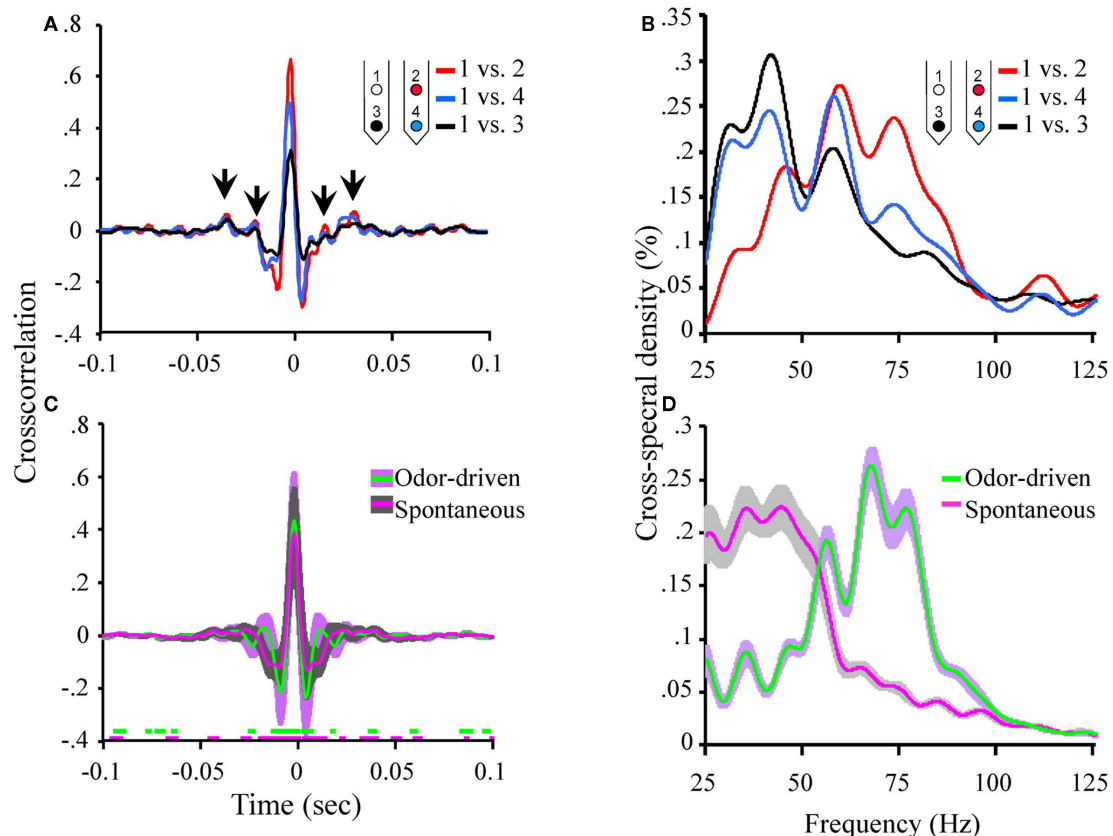 A
.8
.6
.4
.2
0
-.2
-.4
-0.1 -0.05 0 0.05 0.1
1 2
3 4
1 vs. 2
1 vs. 4
1 vs. 3
Crosscorrelation
B
.35
.3
.25
.2
.15
.1
.05
0
25 50 75 100 125
1 2
3 4
1 vs. 2
1 vs. 4
1 vs. 3
Cross-specral density (%)
C
.8
.6
.4
.2
0
-.2
-.4
-0.1 -0.05 0 0.05 0.1
Odor-driven
Spontaneous
Time (sec)
D
.3
.25
.2
.15
.1
.05
0
25 50 75 100 125
Odor-driven
Spontaneous
Frequency (Hz)